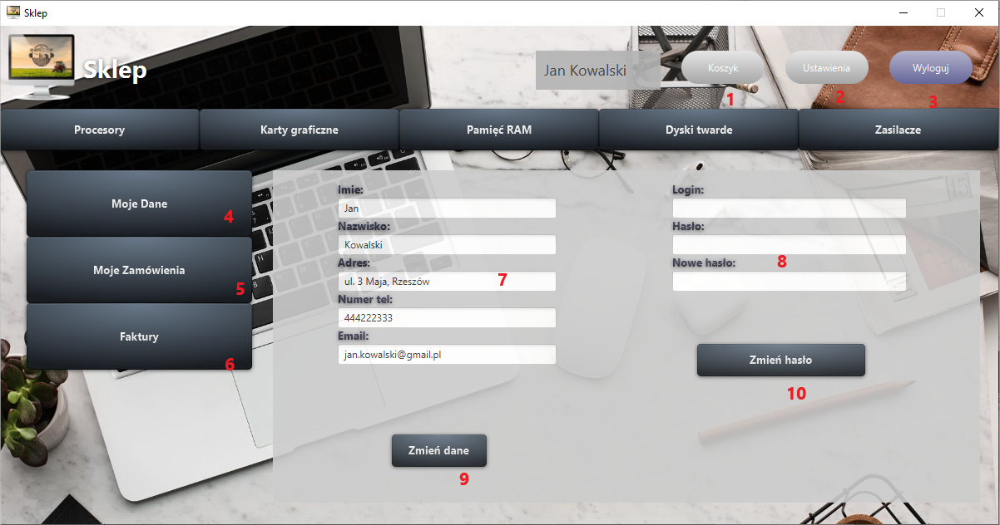 Sklep
Sklep
Jan Kowalski
Koszyk
Ustawienia
Wyloguj
1
2
3
Procesory
Karty graficzne
Pamięć RAM
Dyski twarde
Zasilacze
Moje Dane
4
Moje Zamówienia
5
Faktury
6
Imie:
Jan
Nazwisko:
Kowalski
Adres:
ul. 3 Maja, Rzeszów
7
Numer tel:
444222333
Email:
jan.kowalski@gmail.pl
Zmień dane
9
Login:
Hasło:
Nowe hasło:
8
Zmień hasło
10